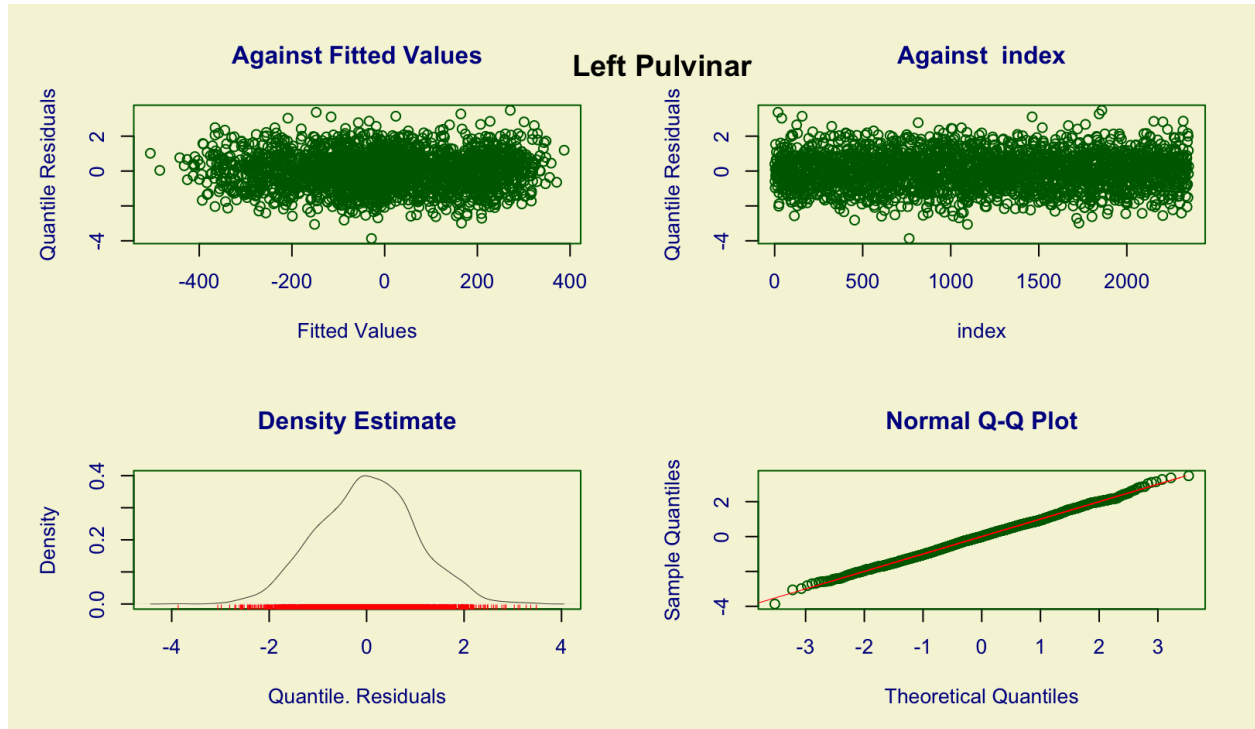 Left Pulvinar
Against Fitted Values
Quantile Residuals
2
0
-4
-400 -200 0 200 400
Fitted Values
Against  index
Quantile Residuals
2
0
-4
0 500 1000 1500 2000
index
Density Estimate
Density
0.4
0.2
0.0
-4 -2 0 2 4
Quantile. Residuals
Normal Q-Q Plot
Sample Quantiles
2
0
-4
-3 -2 -1 0 1 2 3
Theoretical Quantiles